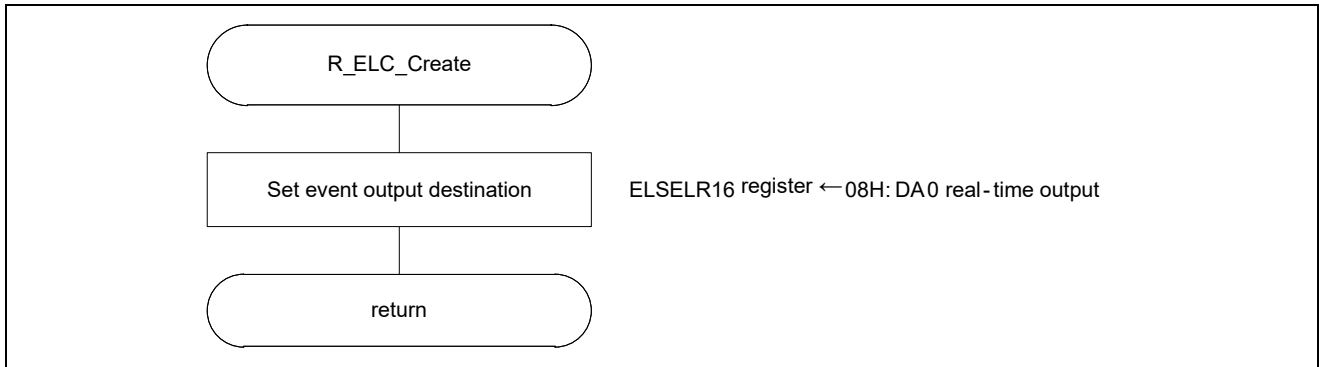 R_ELC_Create
Set event output destination
ELSELR16 register ←08H: DA0 real-time output
return